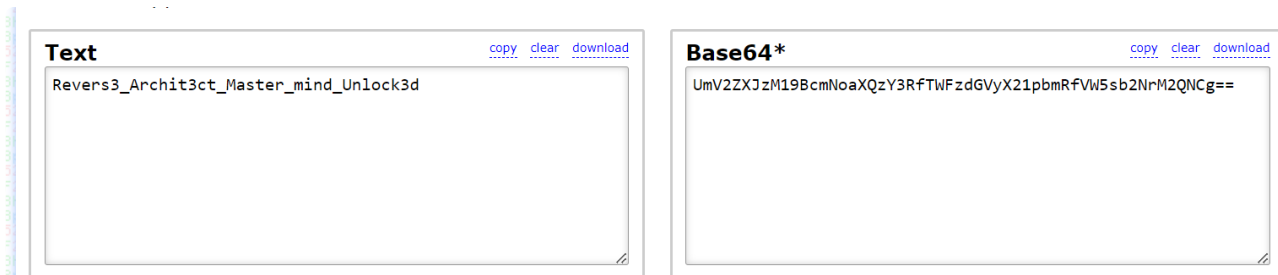 Text copy clear download
Revers3_Archit3ct_Master_mind_Unlock3d
Base64* copy clear download
UmV2ZXJzM19BcmNoaXQzY3RfTWFzdGVyX21pbmRfVW5sb2NrM2QNCg==